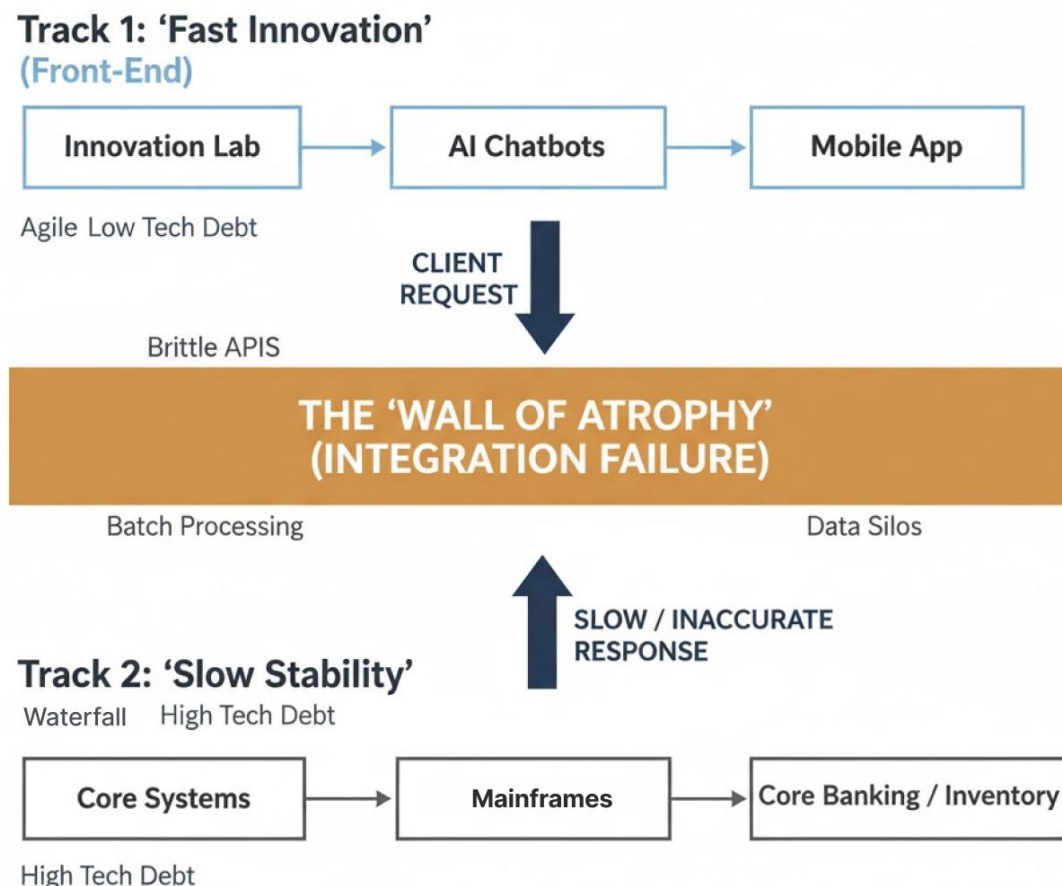 Track 1: ‘Fast Innovation’
(Front-End)
Innovation Lab
AI Chatbots
Mobile App
Agile Low Tech Debt
CLIENT
REQUEST
Brittle APIS
THE ‘WALL OF ATROPHY’
(INTEGRATION FAILURE)
Batch Processing
Data Silos
SLOW / INACCURATE
RESPONSE
Track 2: ‘Slow Stability’
Waterfall High Tech Debt
Core Systems
Mainframes
Core Banking / Inventory
High Tech Debt